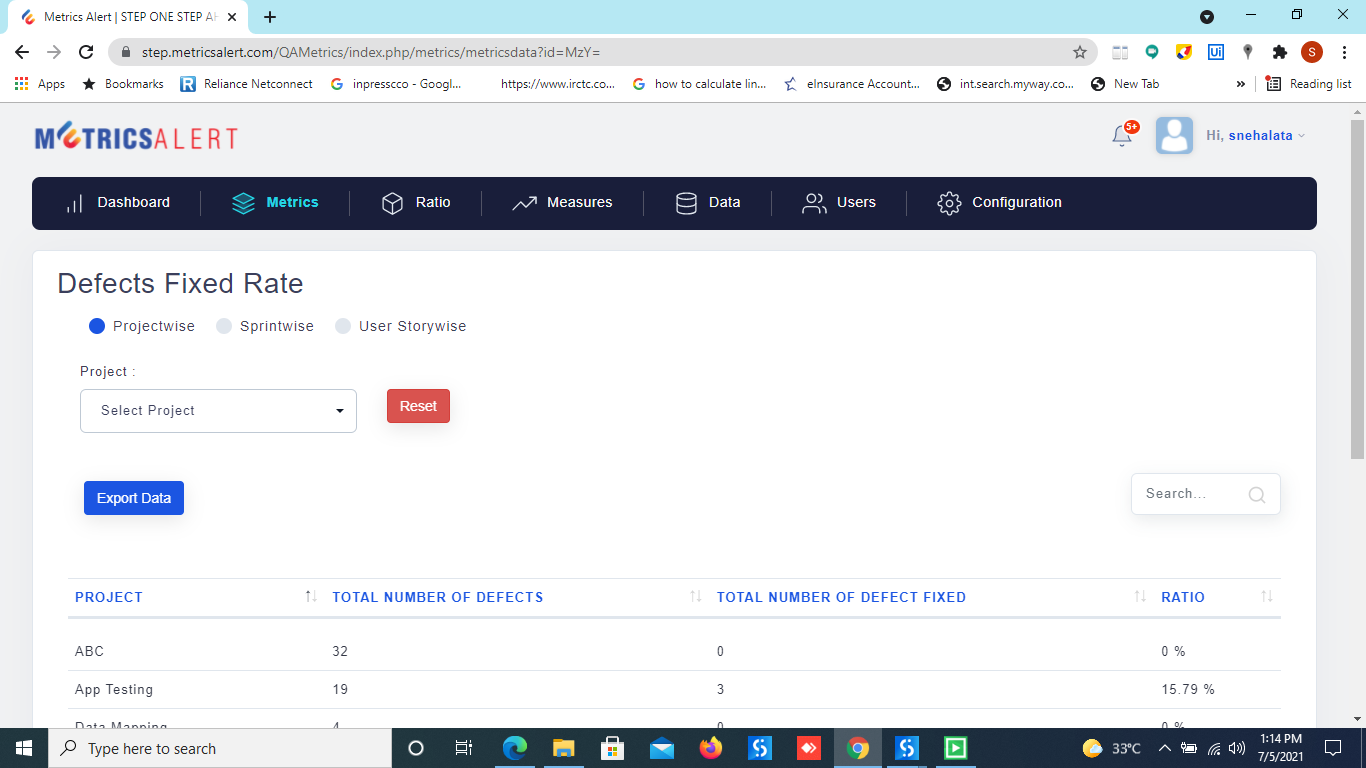 Metrics Alert | STEP ONE STEP AH
step.metricsalert.com/QAMetrics/index.php/metrics/metricsdata?id=MzY=
S
Apps Bookmarks Reliance Netconnect inpresscco - Googl... https://www.irctc.co... how to calculate lin... eInsurance Account... int.search.myway.co... New Tab » Reading list
METRICSALERT
5+
Hi, snehalata
Dashboard Metrics Ratio Measures Data Users Configuration
Defects Fixed Rate
Projectwise Sprintwise User Storywise
Project :
Select Project Reset
Export Data Search...
PROJECT TOTAL NUMBER OF DEFECTS TOTAL NUMBER OF DEFECT FIXED RATIO
ABC 32 0 0 %
App Testing 19 3 15.79 %
Data Mapping 4 0 0 %
Type here to search 33°C 1:14 PM
7/5/2021